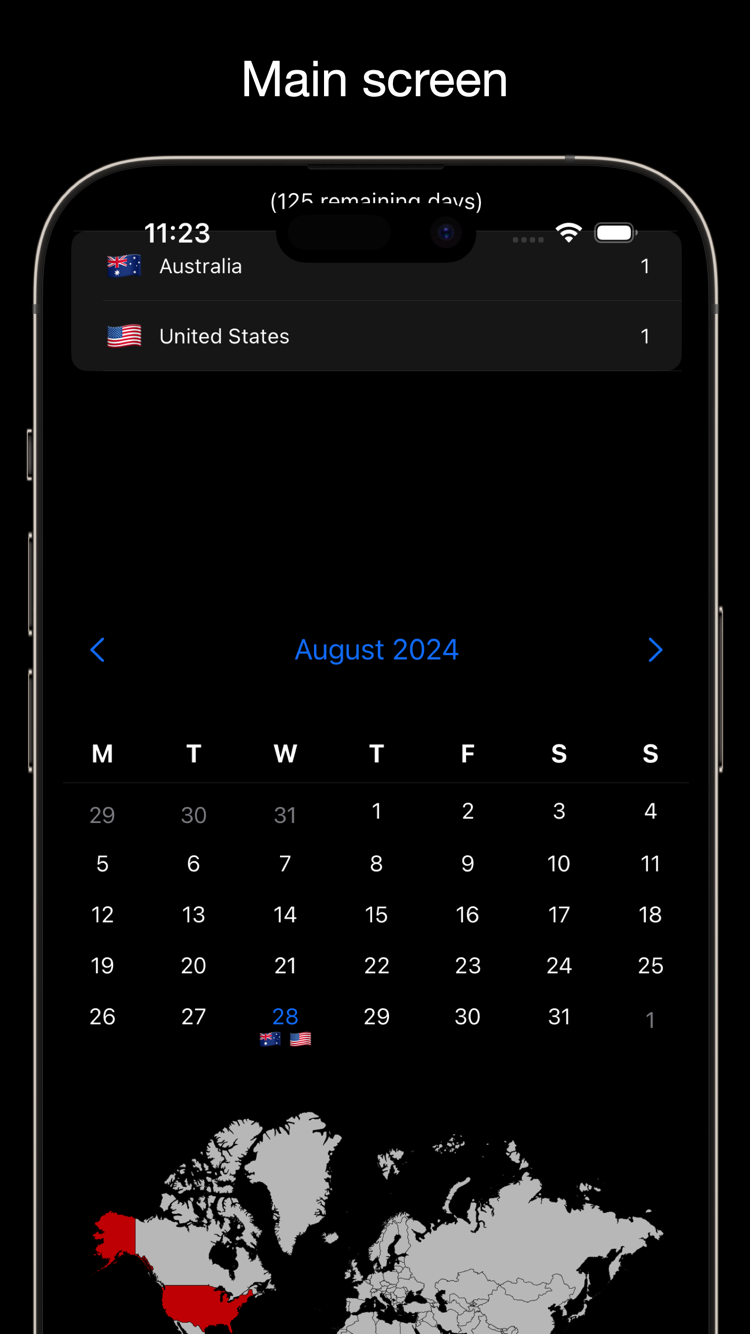 Main screen
(125 remaining days)
11:23
Australia 1
United States 1
August 2024
M T W T F S S
29 30 31 1 2 3 4
5 6 7 8 9 10 11
12 13 14 15 16 17 18
19 20 21 22 23 24 25
26 27 28 29 30 31 1